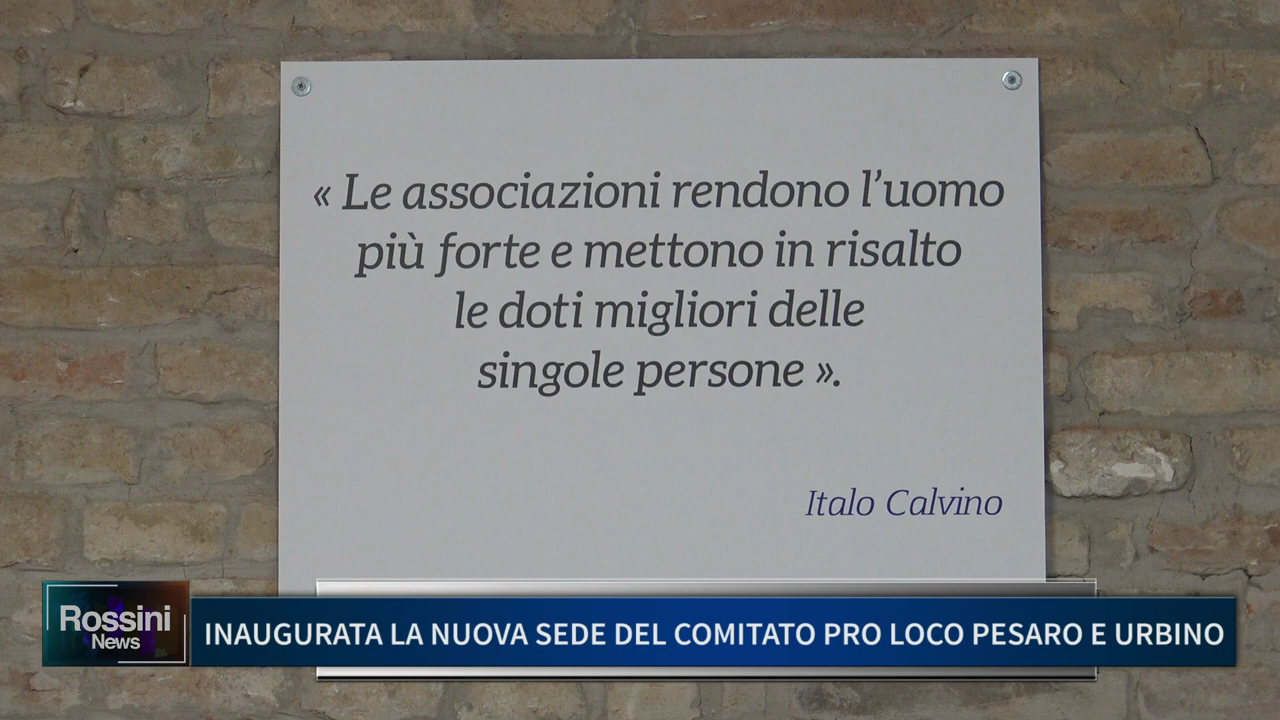 « Le associazioni rendono l’uomo
più forte e mettono in risalto
le doti migliori delle
singole persone ».
Italo Calvino
Rossini
News
INAUGURATA LA NUOVA SEDE DEL COMITATO PRO LOCO PESARO E URBINO